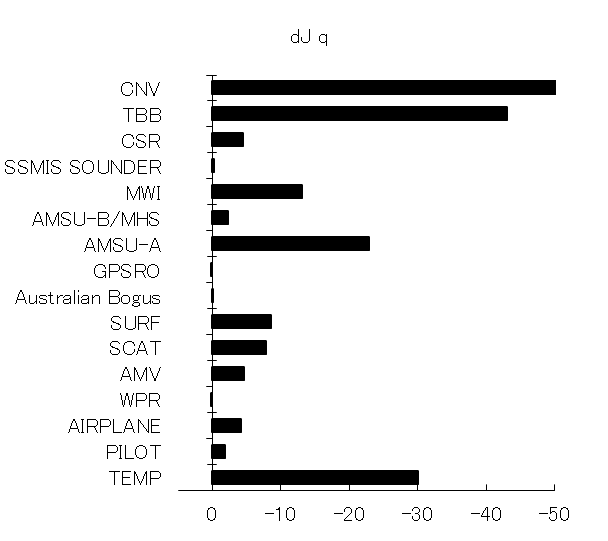 dJ q
CNV
TBB
CSR
SSMIS SOUNDER
MWI
AMSU-B/MHS
AMSU-A
GPSRO
Australian Bogus
SURF
SCAT
AMV
WPR
AIRPLANE
PILOT
TEMP
0 -10 -20 -30 -40 -50